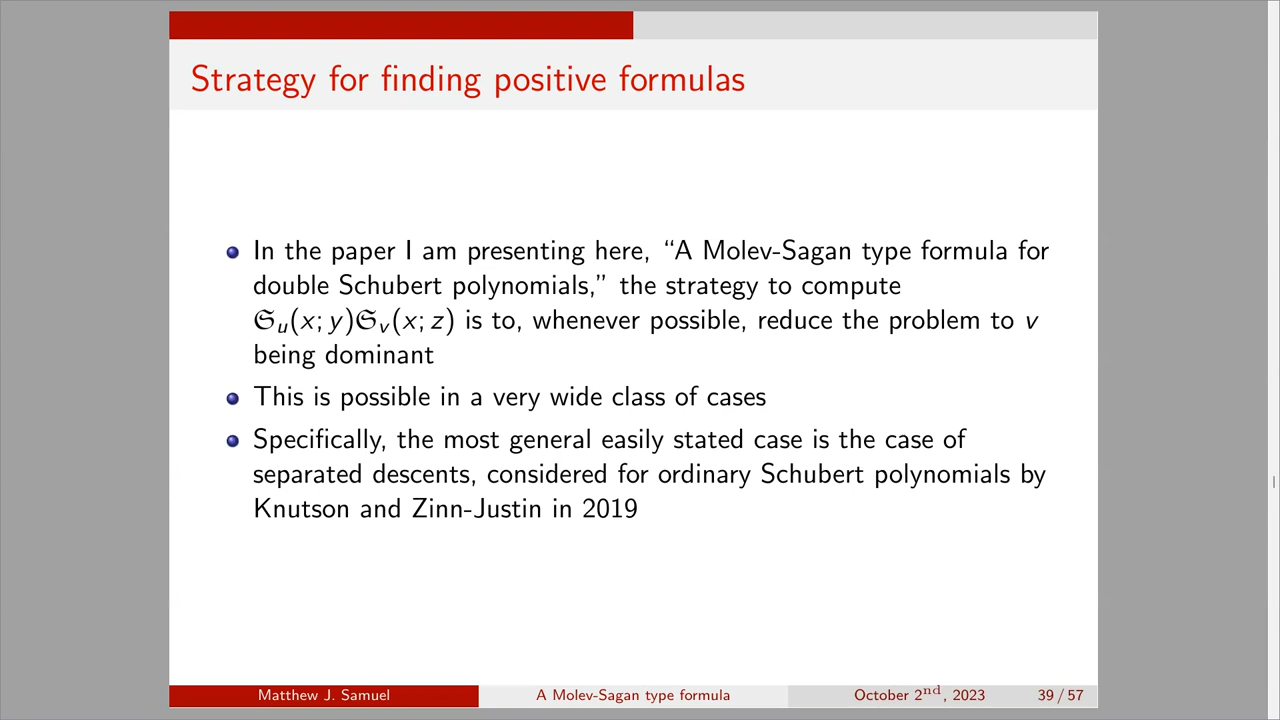 Strategy for finding positive formulas
In the paper I am presenting here, “A Molev-Sagan type formula for
double Schubert polynomials,” the strategy to compute
𝔖ᵤ(x; y)𝔖ᵥ(x; z) is to, whenever possible, reduce the problem to v
being dominant
This is possible in a very wide class of cases
Specifically, the most general easily stated case is the case of
separated descents, considered for ordinary Schubert polynomials by
Knutson and Zinn-Justin in 2019
Matthew J. Samuel A Molev-Sagan type formula October 2nd, 2023 39 / 57